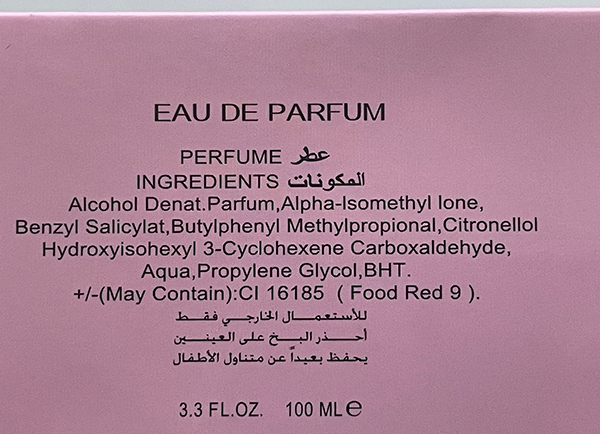 EAU DE PARFUM
PERFUME عطر
INGREDIENTS المكونات
Alcohol Denat.Parfum,Alpha-Isomethyl Ione,
Benzyl Salicylat,Butylphenyl Methylpropional,Citronellol
Hydroxyisohexyl 3-Cyclohexene Carboxaldehyde,
Aqua,Propylene Glycol,BHT.
+/-(May Contain):CI 16185 ( Food Red 9 ).
للأستعمال الخارجي فقط
أحذر البخ على العينين
يحفظ بعيداً عن متناول الأطفال
3.3 FL.OZ. 100 ML℮